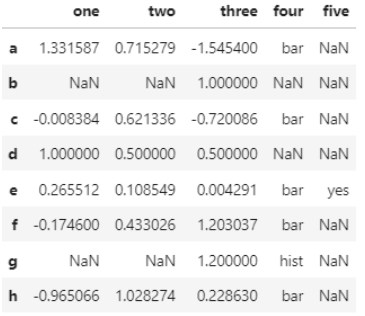 one two three four five
a 1.331587 0.715279 -1.545400 bar NaN
b NaN NaN 1.000000 NaN NaN
c -0.008384 0.621336 -0.720086 bar NaN
d 1.000000 0.500000 0.500000 NaN NaN
e 0.265512 0.108549 0.004291 bar yes
f -0.174600 0.433026 1.203037 bar NaN
g NaN NaN 1.200000 hist NaN
h -0.965066 1.028274 0.228630 bar NaN